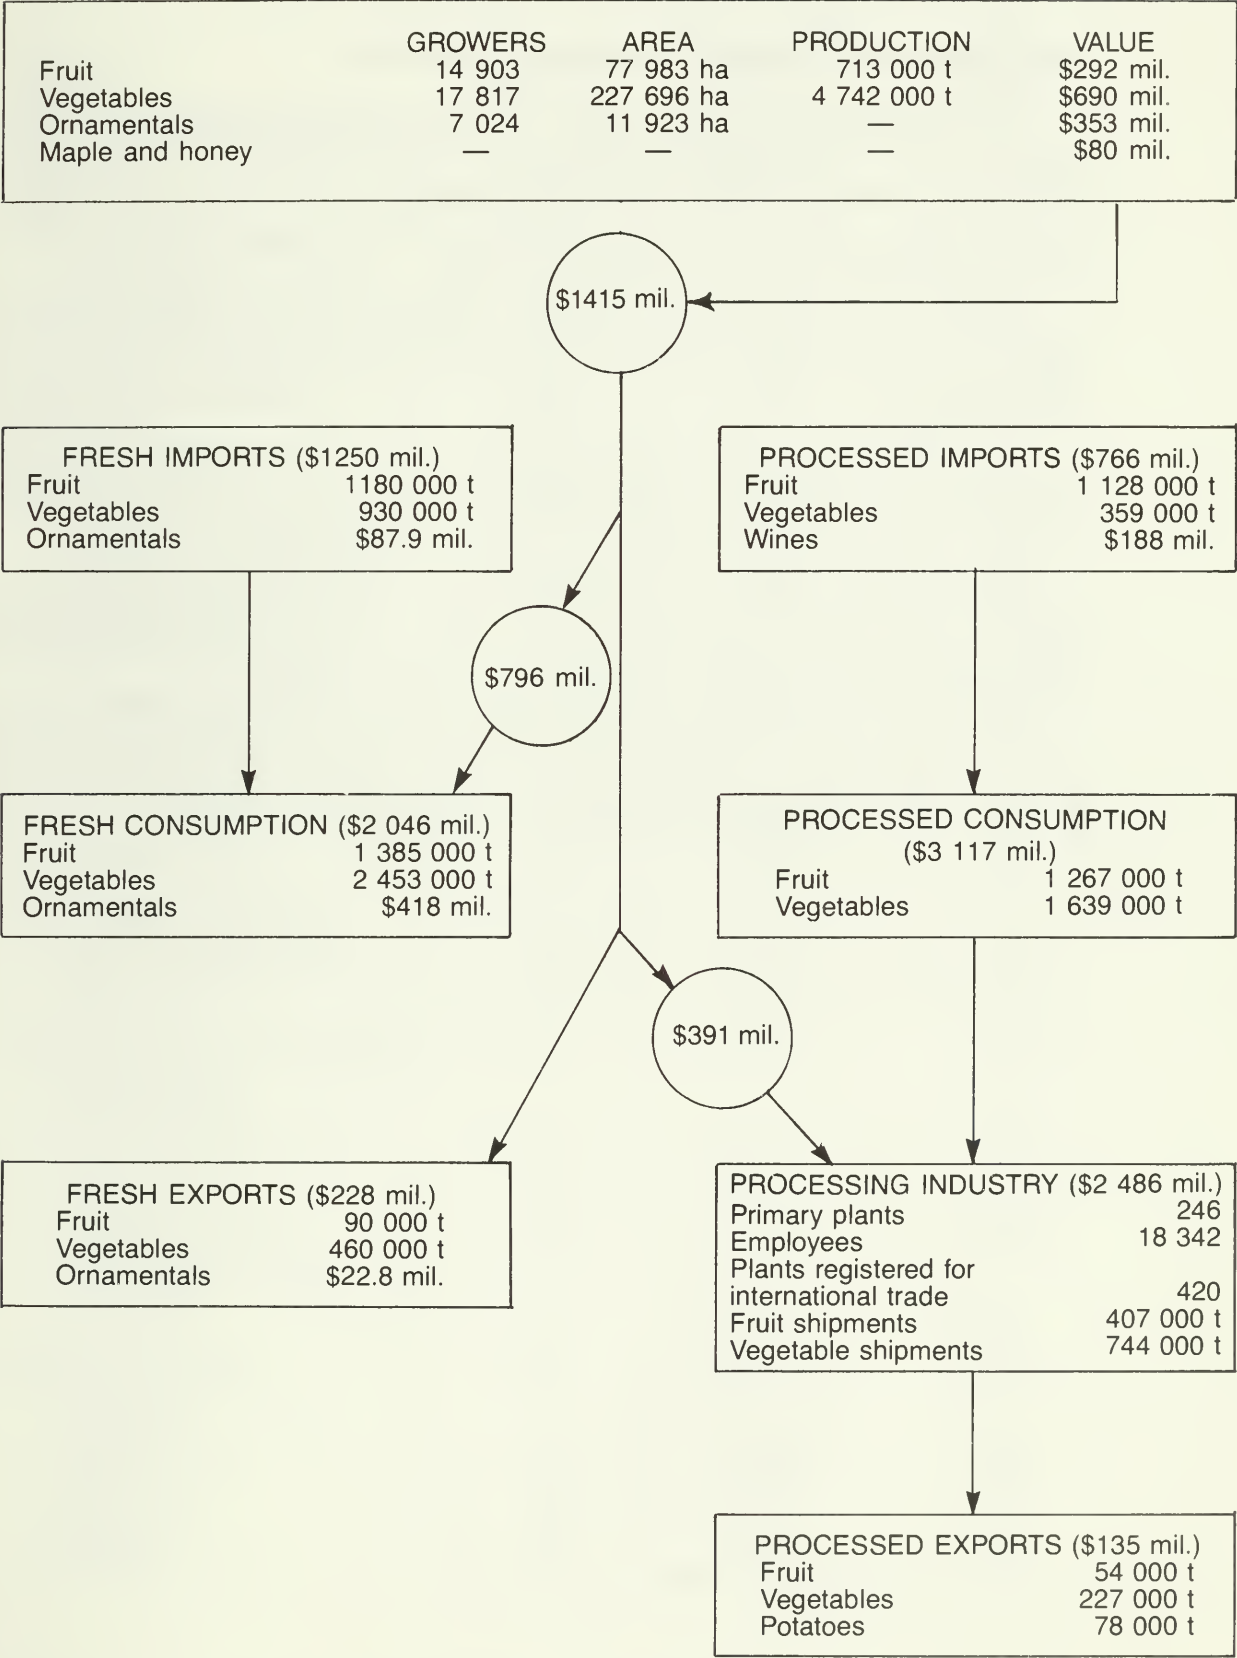 GROWERS AREA PRODUCTION VALUE
Fruit 14 903 77 983 ha 713 000 t $292 mil.
Vegetables 17 817 227 696 ha 4 742 000 t $690 mil.
Ornamentals 7 024 11 923 ha — $353 mil.
Maple and honey — — — $80 mil.
$1415 mil.
FRESH IMPORTS ($1250 mil.)
Fruit 1180 000 t
Vegetables 930 000 t
Ornamentals $87.9 mil.
PROCESSED IMPORTS ($766 mil.)
Fruit 1 128 000 t
Vegetables 359 000 t
Wines $188 mil.
$796 mil.
FRESH CONSUMPTION ($2 046 mil.)
Fruit 1 385 000 t
Vegetables 2 453 000 t
Ornamentals $418 mil.
PROCESSED CONSUMPTION
($3 117 mil.)
Fruit 1 267 000 t
Vegetables 1 639 000 t
$391 mil.
FRESH EXPORTS ($228 mil.)
Fruit 90 000 t
Vegetables 460 000 t
Ornamentals $22.8 mil.
PROCESSING INDUSTRY ($2 486 mil.)
Primary plants 246
Employees 18 342
Plants registered for
international trade 420
Fruit shipments 407 000 t
Vegetable shipments 744 000 t
PROCESSED EXPORTS ($135 mil.)
Fruit 54 000 t
Vegetables 227 000 t
Potatoes 78 000 t